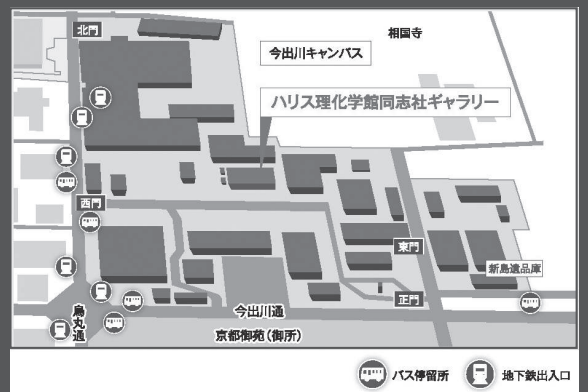 北門
相国寺
今出川キャンパス
ハリス理化学館同志社ギャラリー
西門
東門
新島遺品庫
正門
烏丸通
今出川通
京都御苑(御所)
バス停留所
地下鉄出入口